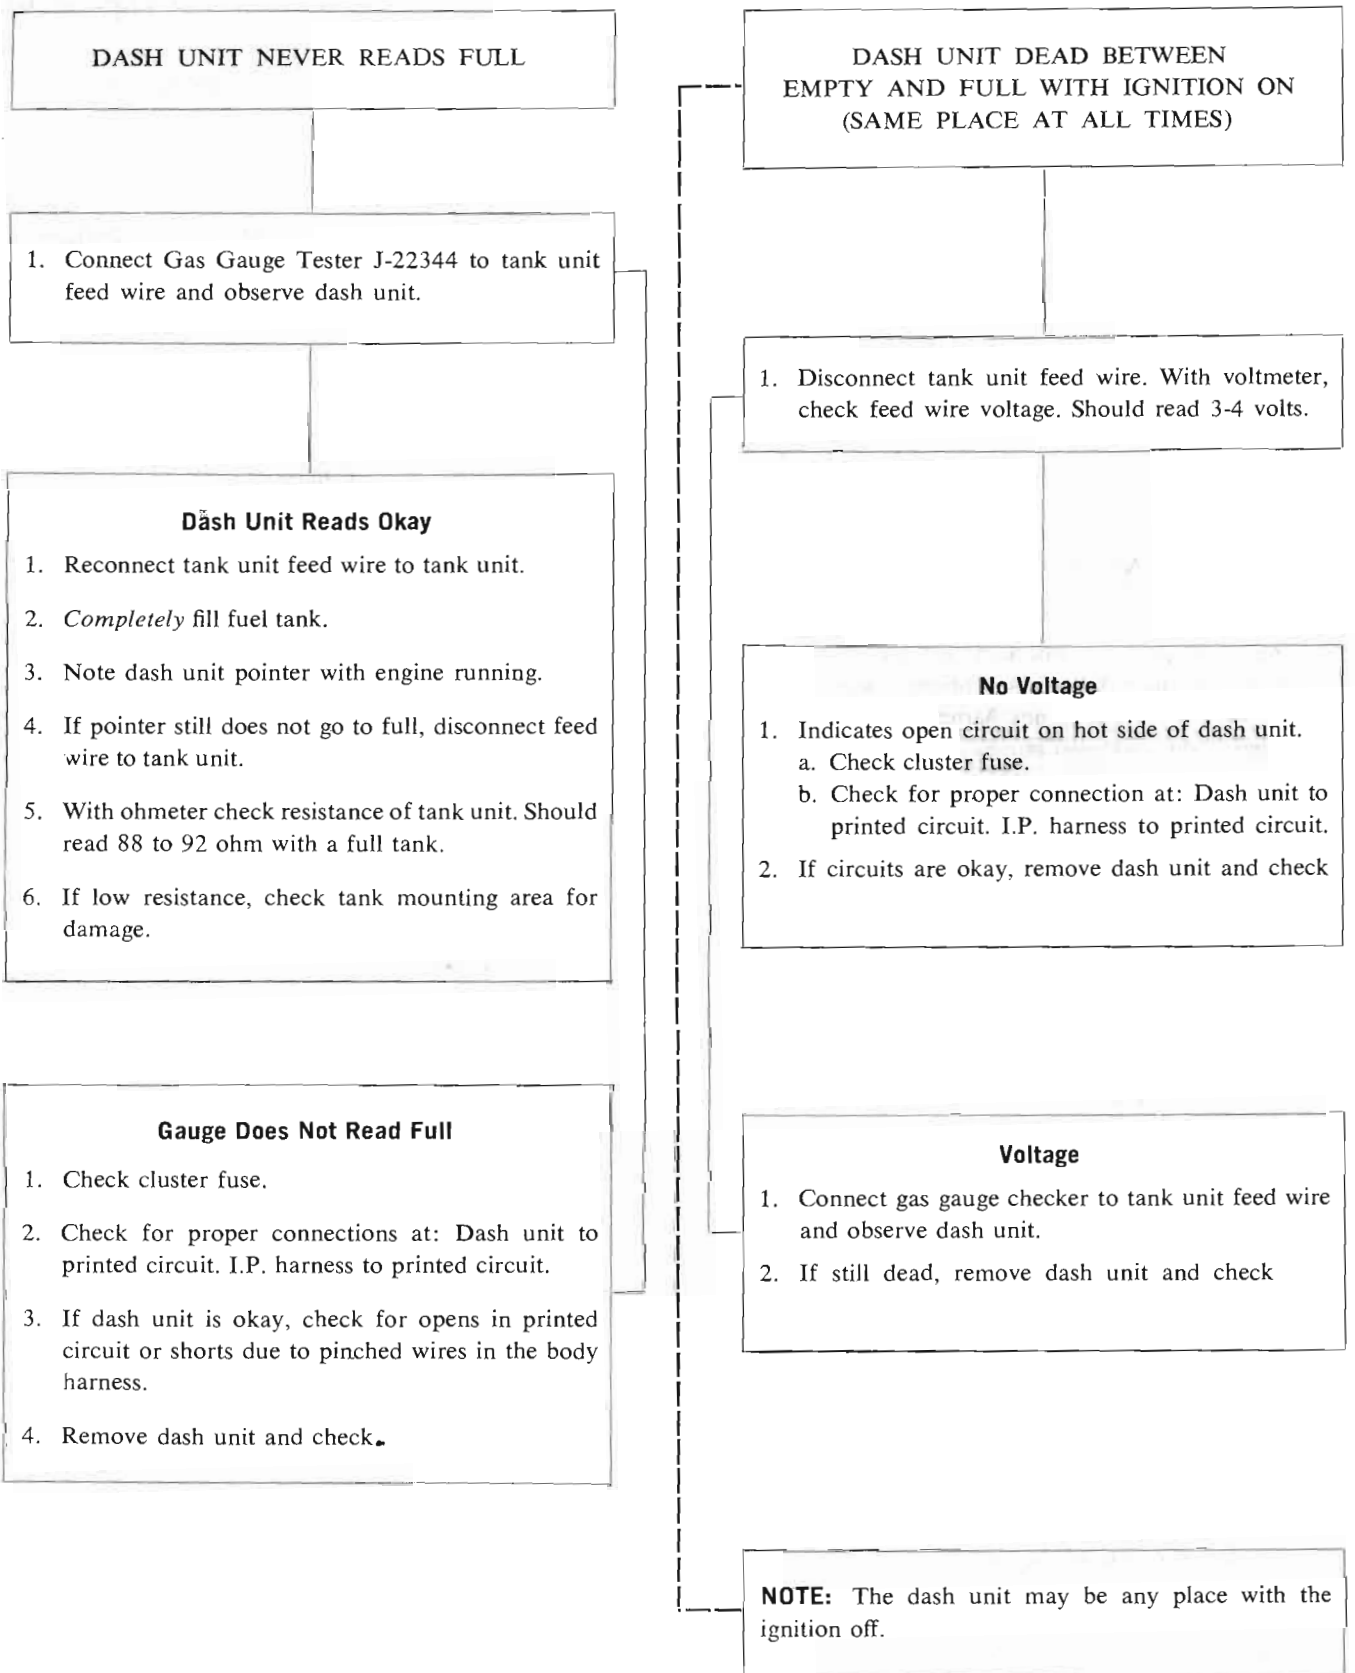 DASH UNIT NEVER READS FULL
1. Connect Gas Gauge Tester J-22344 to tank unit
feed wire and observe dash unit.
Dash Unit Reads Okay
1. Reconnect tank unit feed wire to tank unit.
2. Completely fill fuel tank.
3. Note dash unit pointer with engine running.
4. If pointer still does not go to full, disconnect feed
wire to tank unit.
5. With ohmeter check resistance of tank unit. Should
read 88 to 92 ohm with a full tank.
6. If low resistance, check tank mounting area for
damage.
Gauge Does Not Read Full
1. Check cluster fuse.
2. Check for proper connections at: Dash unit to
printed circuit. I.P. harness to printed circuit.
3. If dash unit is okay, check for opens in printed
circuit or shorts due to pinched wires in the body
harness.
4. Remove dash unit and check.
DASH UNIT DEAD BETWEEN
EMPTY AND FULL WITH IGNITION ON
(SAME PLACE AT ALL TIMES)
1. Disconnect tank unit feed wire. With voltmeter,
check feed wire voltage. Should read 3-4 volts.
No Voltage
1. Indicates open circuit on hot side of dash unit.
a. Check cluster fuse.
b. Check for proper connection at: Dash unit to
printed circuit. I.P. harness to printed circuit.
2. If circuits are okay, remove dash unit and check
Voltage
1. Connect gas gauge checker to tank unit feed wire
and observe dash unit.
2. If still dead, remove dash unit and check
NOTE: The dash unit may be any place with the
ignition off.